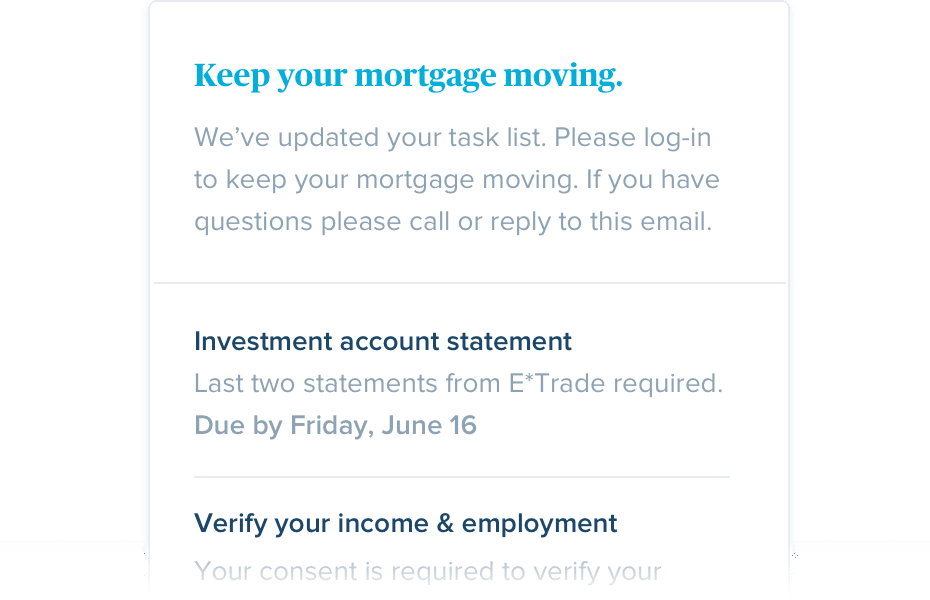 Keep your mortgage moving.
We’ve updated your task list. Please log-in
to keep your mortgage moving. If you have
questions please call or reply to this email.
Investment account statement
Last two statements from E*Trade required.
Due by Friday, June 16
Verify your income & employment
Your consent is required to verify your